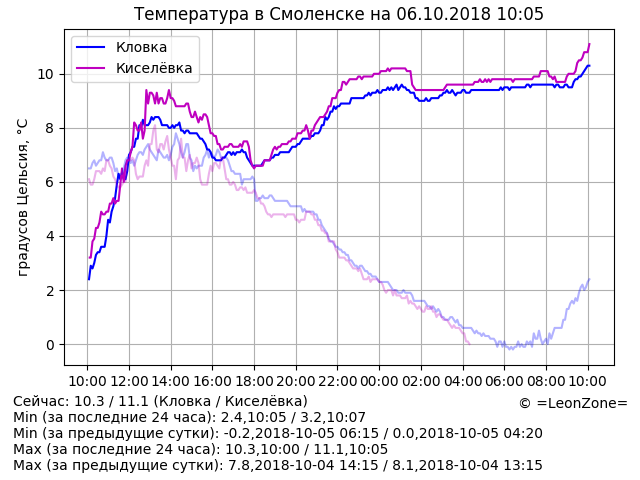 Температура в Смоленске на 06.10.2018 10:05
Кловка
Киселёвка
градусов Цельсия, °C
10
8
6
4
2
0
10:00 12:00 14:00 16:00 18:00 20:00 22:00 00:00 02:00 04:00 06:00 08:00 10:00
Сейчас: 10.3 / 11.1 (Кловка / Киселёвка)
© =LeonZone=
Min (за последние 24 часа): 2.4,10:05 / 3.2,10:07
Min (за предыдущие сутки): -0.2,2018-10-05 06:15 / 0.0,2018-10-05 04:20
Max (за последние 24 часа): 10.3,10:00 / 11.1,10:05
Max (за предыдущие сутки): 7.8,2018-10-04 14:15 / 8.1,2018-10-04 13:15